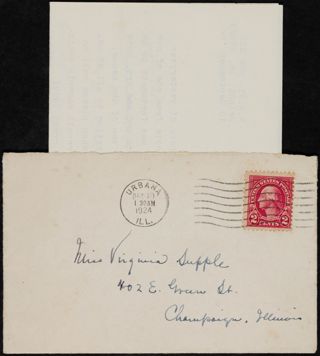 URBANA
1 30 AM
1924
ILL.
UNITED STATES POSTAGE
2 CENTS 2
Miss Virginia Supple
402 E. Green St.
Champaign, Illinois